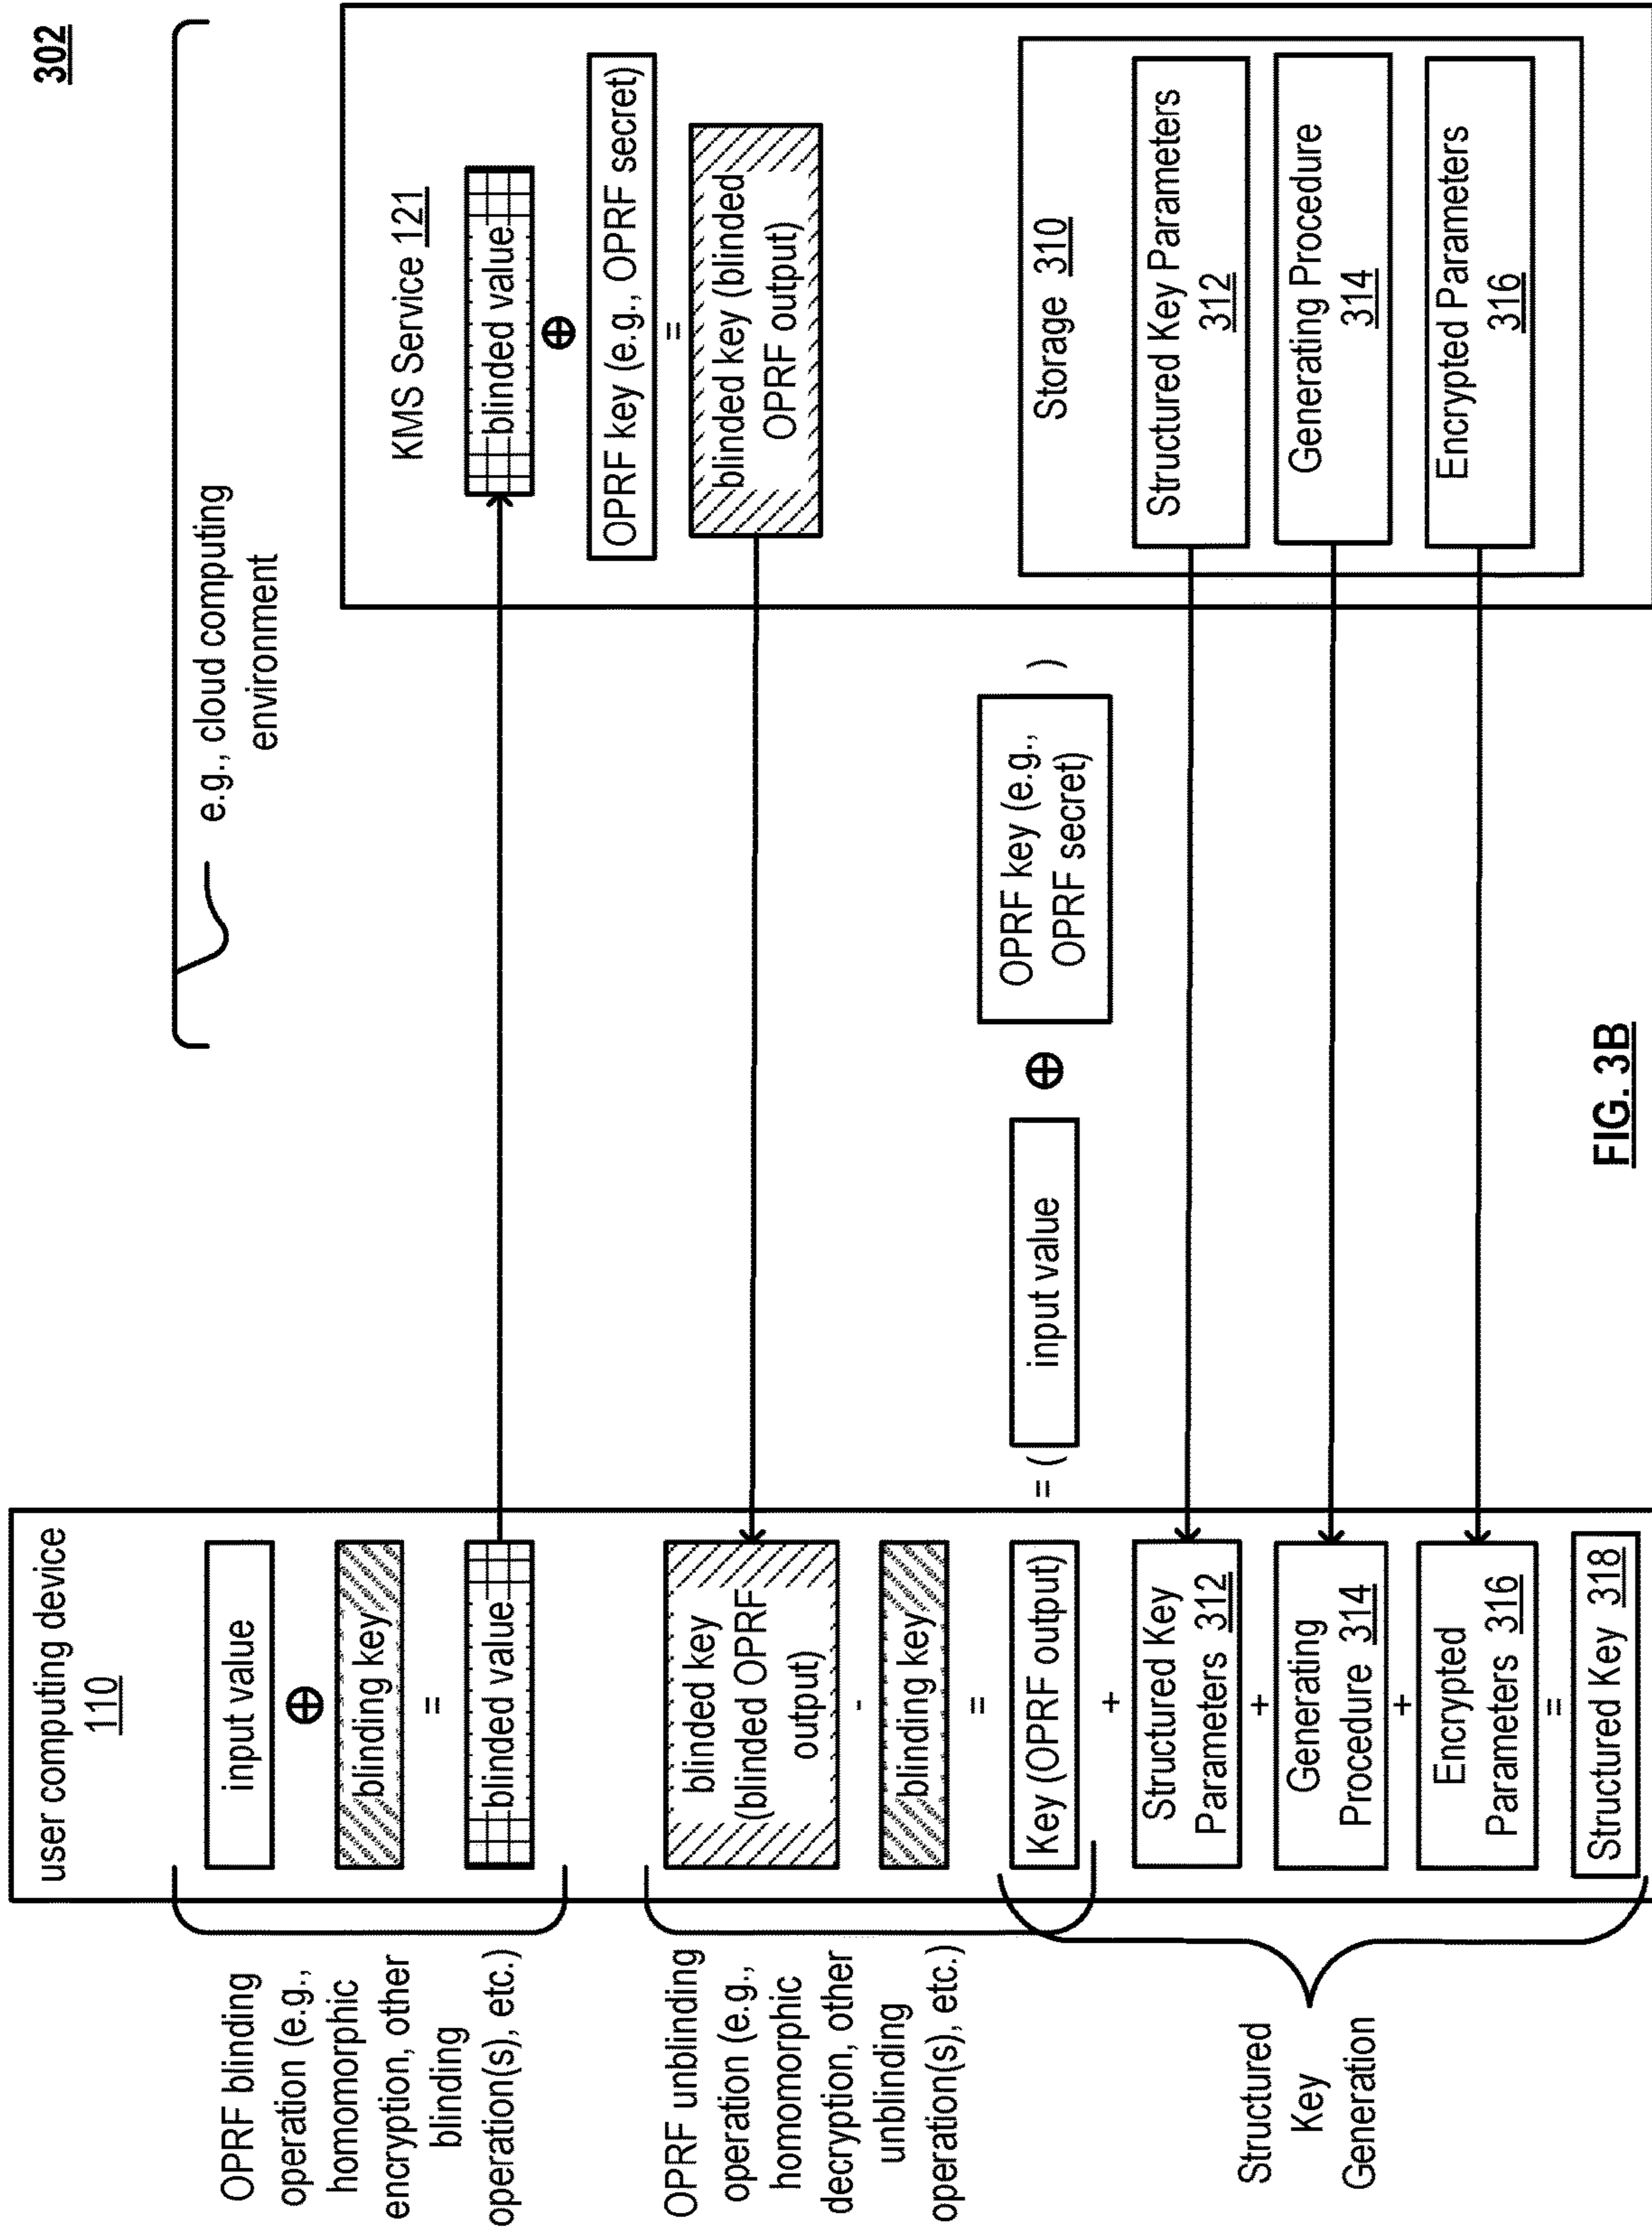 302
e.g., cloud computing
environment
user computing device
110
KMS Service 121
OPRF blinding
operation (e.g.,
homomorphic
encryption, other
blinding
operation(s), etc.)
input value
⊕
blinding key
=
blinded value
blinded value
⊕
OPRF key (e.g., OPRF secret)
=
blinded key (blinded
OPRF output)
OPRF unblinding
operation (e.g.,
homomorphic
decryption, other
unblinding
operation(s), etc.)
blinded key
(blinded OPRF
output)
-
blinding key
=
Key (OPRF output)
= (
input value
⊕
OPRF key (e.g.,
OPRF secret)
)
Storage 310
Structured Key Parameters
312
Generating Procedure
314
Encrypted Parameters
316
Structured
Key
Generation
+
Structured Key
Parameters 312
+
Generating
Procedure 314
+
Encrypted
Parameters 316
=
Structured Key 318
FIG. 3B